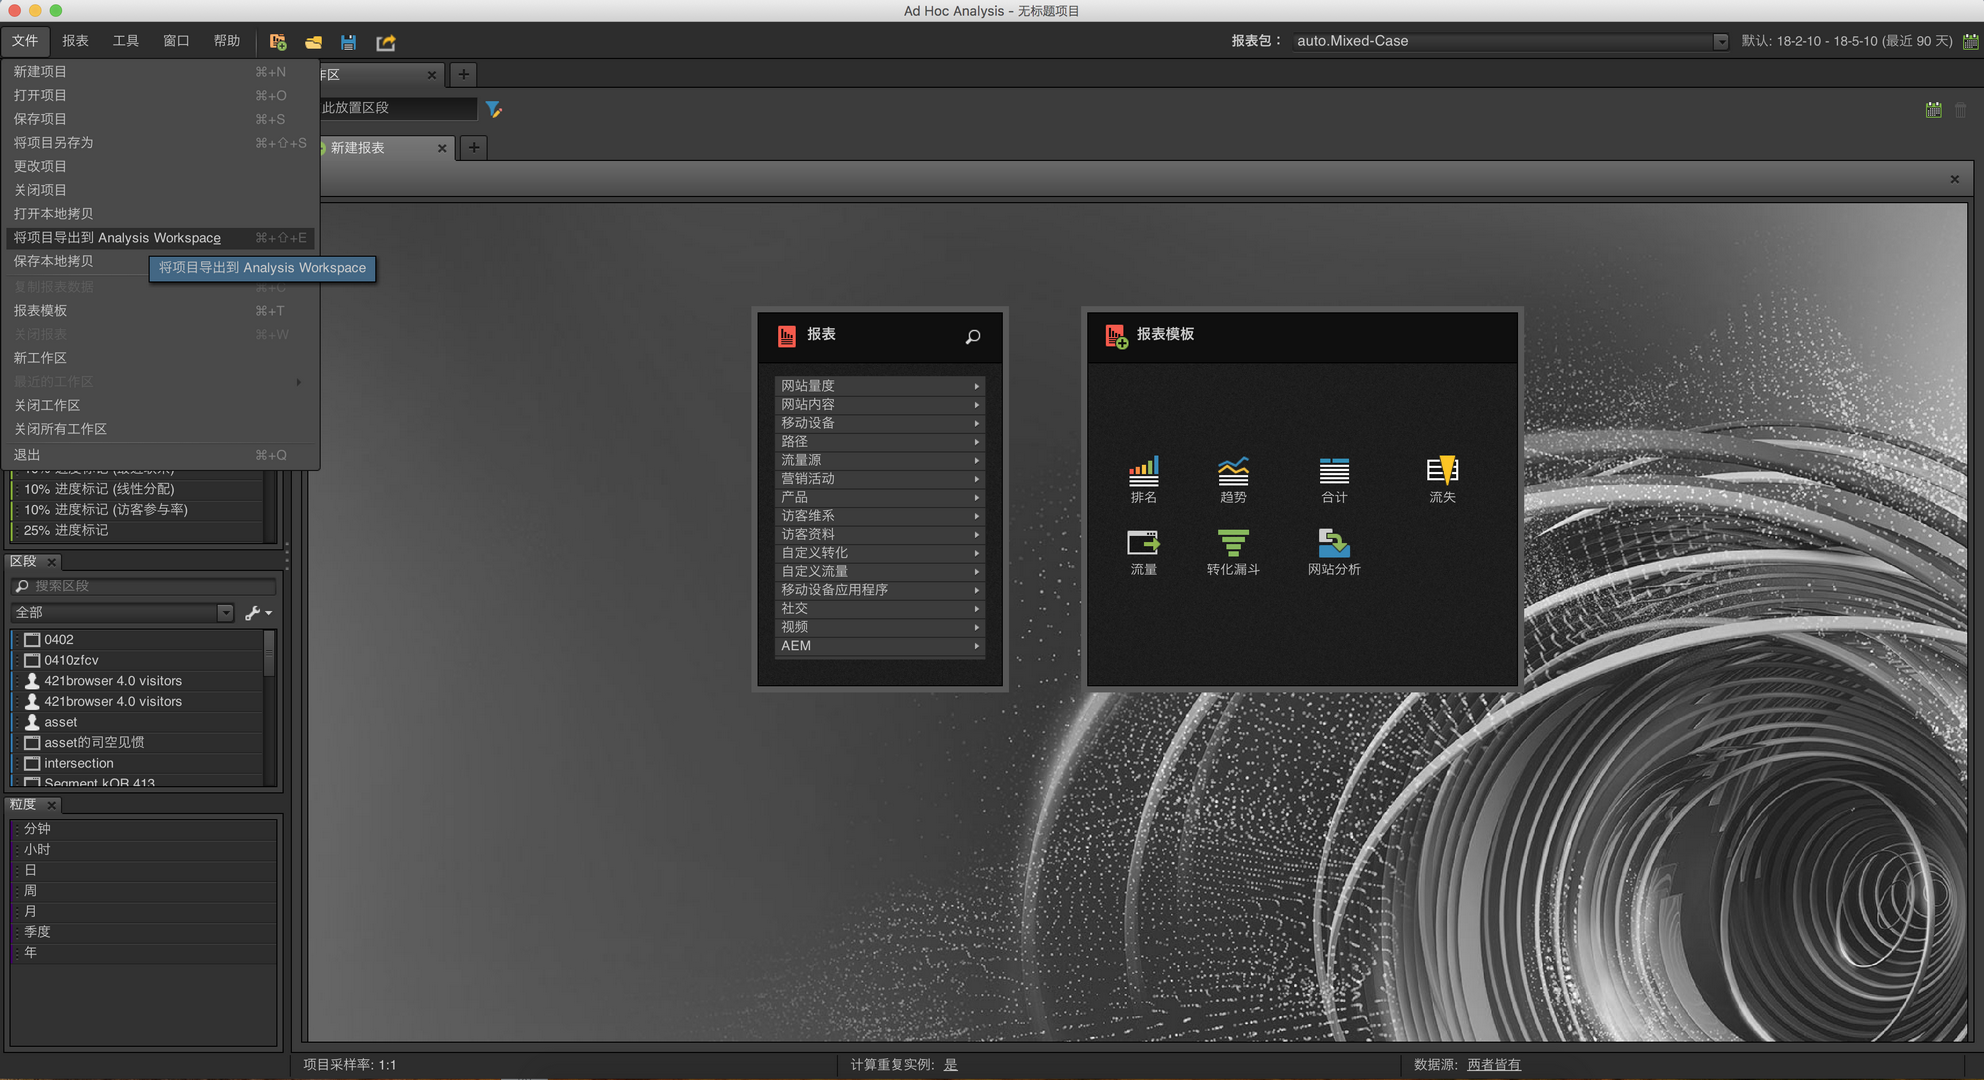 Ad Hoc Analysis - 无标题项目
文件 报表 工具 窗口 帮助
报表包： auto.Mixed-Case
默认: 18-2-10 - 18-5-10 (最近 90 天)
新建项目 ⌘+N
打开项目 ⌘+O
保存项目 ⌘+S
将项目另存为 ⌘+⇧+S
更改项目
关闭项目
打开本地拷贝
将项目导出到 Analysis Workspace ⌘+⇧+E
保存本地拷贝
将项目导出到 Analysis Workspace
复制报表数据 ⌘+C
报表模板 ⌘+T
关闭报表 ⌘+W
新工作区
最近的工作区
关闭工作区
关闭所有工作区
退出 ⌘+Q
作区
此放置区段
新建报表
10% 进度标记 (线性分配)
10% 进度标记 (访客参与率)
25% 进度标记
区段
搜索区段
全部
0402
0410zfcv
421browser 4.0 visitors
421browser 4.0 visitors
asset
asset的司空见惯
intersection
Segment kOR 413
粒度
分钟
小时
日
周
月
季度
年
报表
网站量度
网站内容
移动设备
路径
流量源
营销活动
产品
访客维系
访客资料
自定义转化
自定义流量
移动设备应用程序
社交
视频
AEM
报表模板
排名 趋势 合计 流失
流量 转化漏斗 网站分析
项目采样率: 1:1
计算重复实例: 是
数据源: 两者皆有